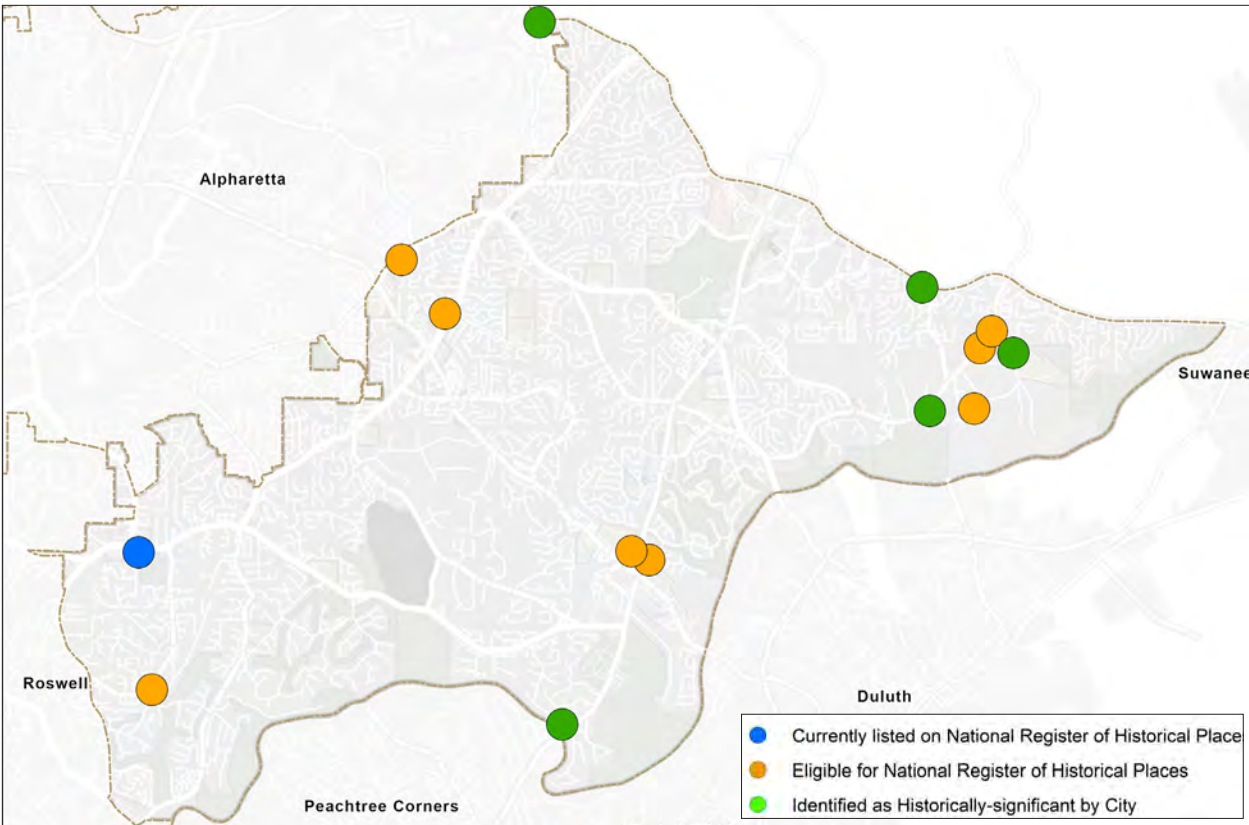 Alpharetta
Suwanee
Roswell
Duluth
Peachtree Corners
Currently listed on National Register of Historical Place
Eligible for National Register of Historical Places
Identified as Historically-significant by City